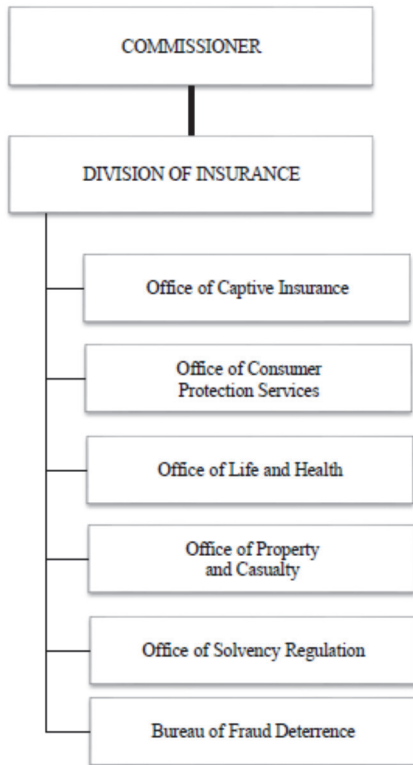 COMMISSIONER
DIVISION OF INSURANCE
Office of Captive Insurance
Office of Consumer
Protection Services
Office of Life and Health
Office of Property
and Casualty
Office of Solvency Regulation
Bureau of Fraud Deterrence